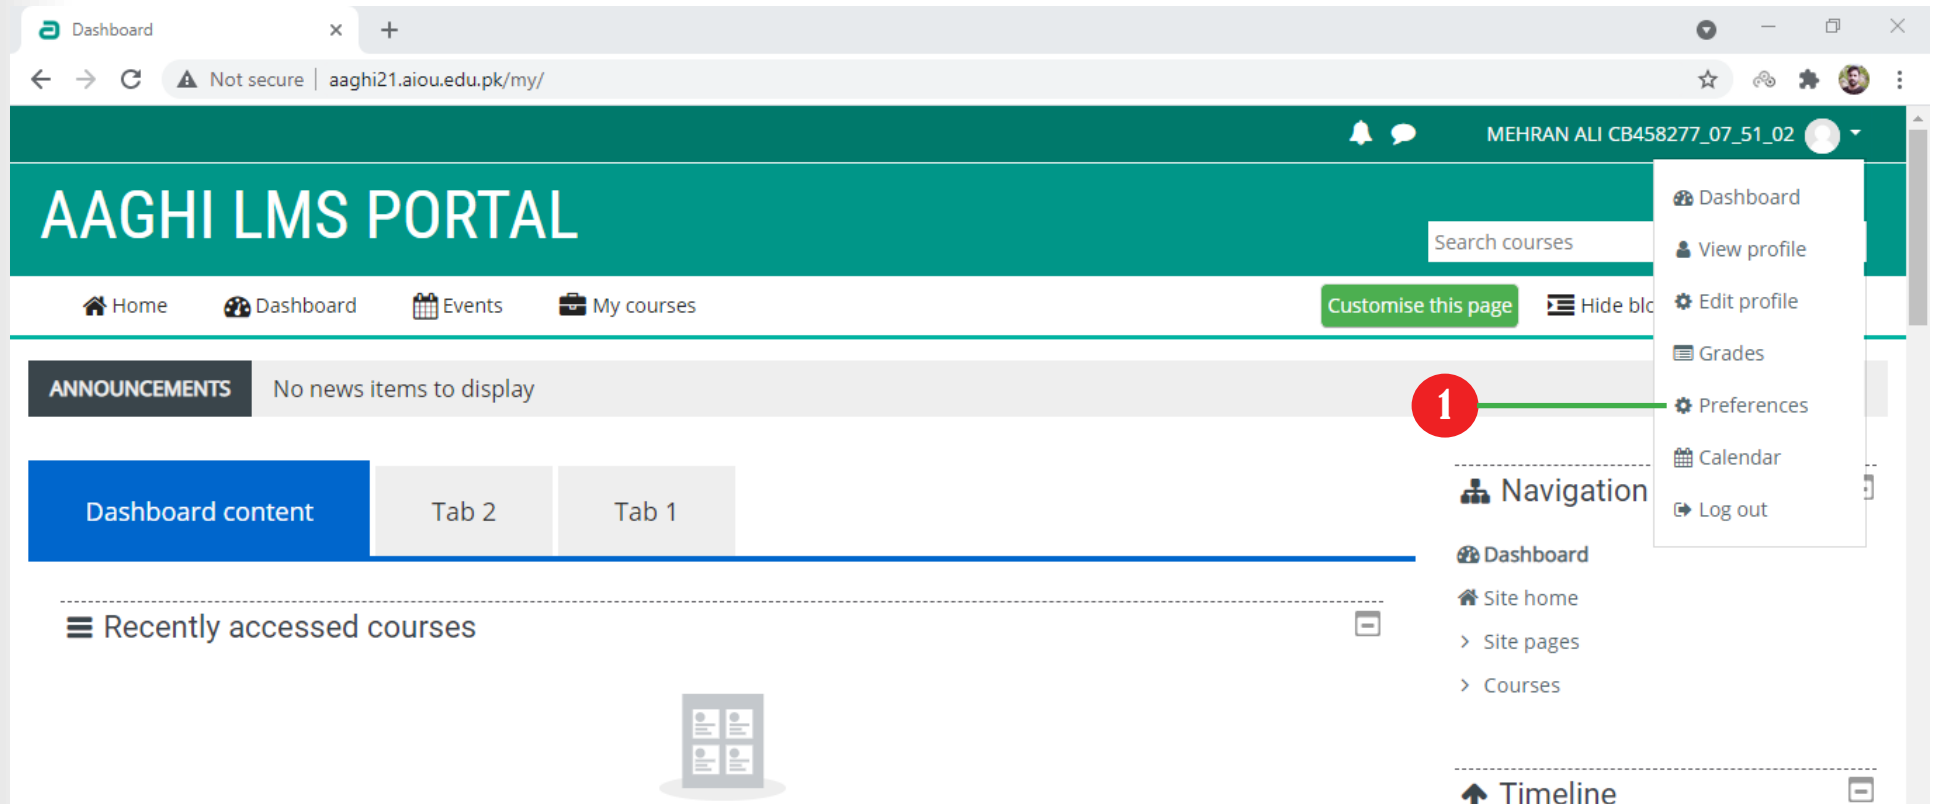 Dashboard
Not secure | aaghi21.aiou.edu.pk/my/
MEHRAN ALI CB458277_07_51_02
AAGHI LMS PORTAL
Search courses
Dashboard
View profile
Edit profile
Grades
Preferences
Calendar
Log out
Home Dashboard Events My courses
Customise this page Hide blo
ANNOUNCEMENTS No news items to display
1
Dashboard content Tab 2 Tab 1
Navigation
Dashboard
Site home
Site pages
Courses
Recently accessed courses
Timeline